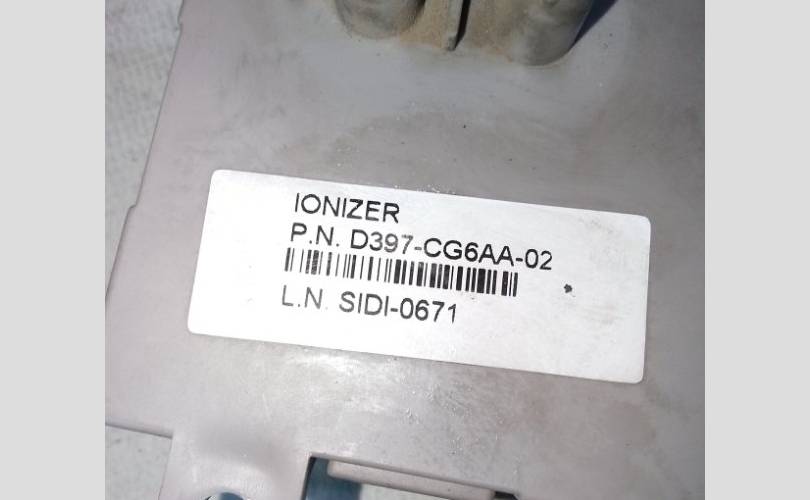 IONIZER
P.N. D397-CG6AA-02
L.N. SIDI-0671